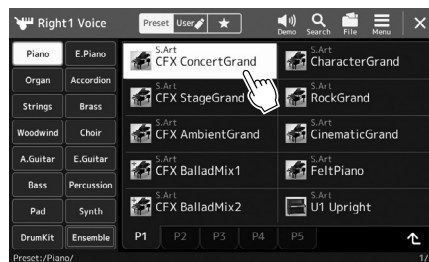 Right1 Voice
Preset User ★
Demo Search File Menu ×
Piano E.Piano
Organ Accordion
Strings Brass
Woodwind Choir
A.Guitar E.Guitar
Bass Percussion
Pad Synth
DrumKit Ensemble
S.Art
CFX ConcertGrand
S.Art
CharacterGrand
S.Art
CFX StageGrand
S.Art
RockGrand
S.Art
CFX AmbientGrand
S.Art
CinematicGrand
S.Art
CFX BalladMix1
S.Art
FeltPiano
S.Art
CFX BalladMix2
S.Art
U1 Upright
P1 P2 P3 P4 P5
Preset:/Piano/ 1/